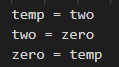 temp = two
two = zero
zero = temp